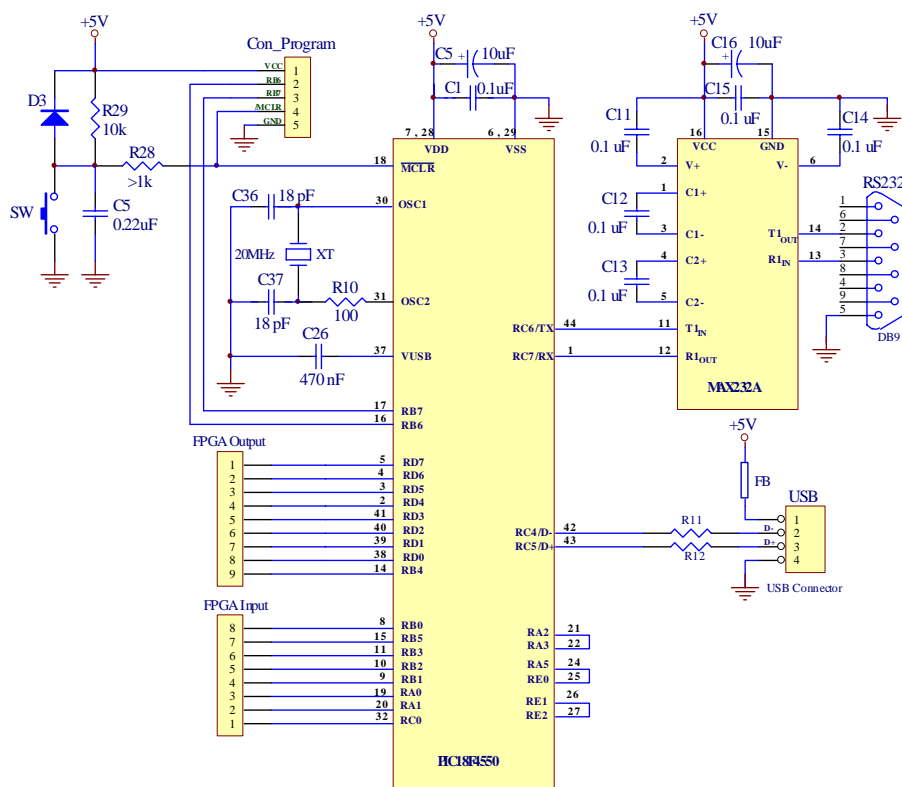 +5V
Con_Program
VCC 1
RB6 2
RB7 3
/MCLR 4
GND 5
D3
R29
10k
R28
>1k
SW
C5
0.22uF
+5V
C5 + 10uF
C1 0.1uF
7 , 28 6 , 29
VDD VSS
18 MCLR
30 OSC1
31 OSC2
37 VUSB
17 RB7
16 RB6
C36 18 pF
20MHz XT
C37
18 pF
R10
100
C26
470 nF
FPGA Output
1 5 RD7
2 4 RD6
3 3 RD5
4 2 RD4
5 41 RD3
6 40 RD2
7 39 RD1
8 38 RD0
9 14 RB4
FPGA Input
8 8 RB0
7 15 RB5
6 11 RB3
5 10 RB2
4 9 RB1
3 19 RA0
2 20 RA1
1 32 RC0
RC6/TX 44
RC7/RX 1
RC4/D- 42
RC5/D+ 43
RA2 21
RA3 22
RA5 24
RE0 25
RE1 26
RE2 27
PIC18F4550
+5V
C16 + 10uF
C15
0.1 uF
C11
0.1 uF
C14
0.1 uF
16 15
VCC GND
2 V+
V- 6
1 C1+
C12
0.1 uF
3 C1-
4 C2+
C13
0.1 uF
5 C2-
T1OUT 14
R1IN 13
11 T1IN
12 R1OUT
MAX232A
RS232
1
6
2
7
3
8
4
9
5
DB9
+5V
FB
USB
1
D- 2
D+ 3
4
R11
R12
USB Connector